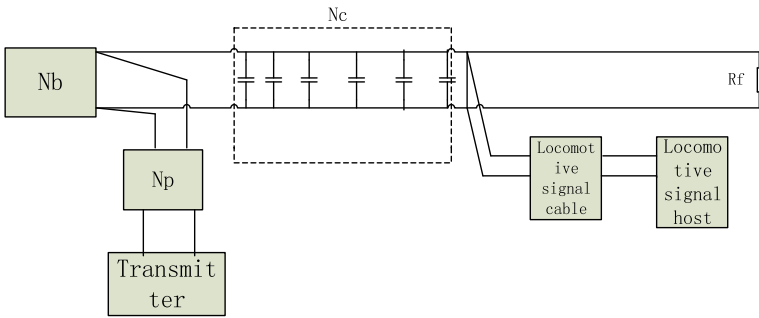 Nc
Nb
Rf
Np
Locomot
ive
signal
cable
Locomo
tive
signal
host
Transmit
ter